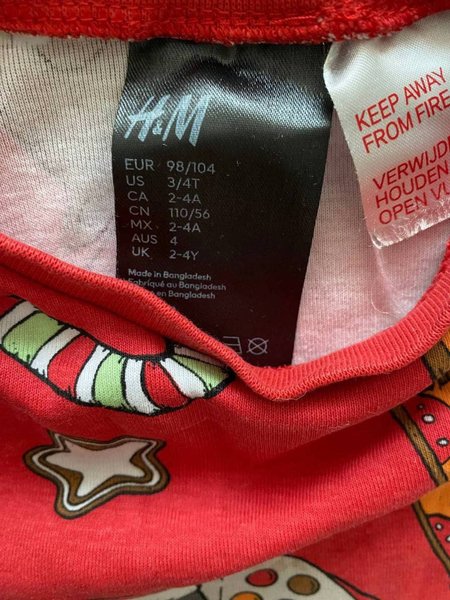 H&M
EUR 98/104
US 3/4T
CA 2-4A
CN 110/56
MX 2-4A
AUS 4
UK 2-4Y
Made in Bangladesh
Fabriqué au Bangladesh
en Bangladesh
KEEP AWAY
FROM FIRE
VERWIJD
HOUDEN
OPEN VU